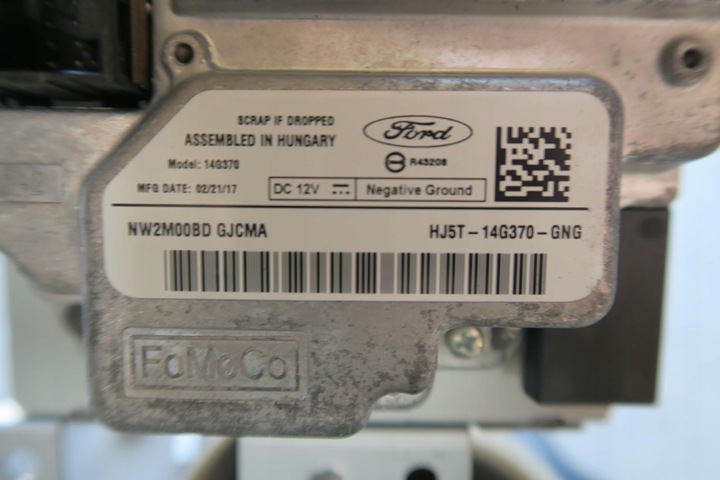 SCRAP IF DROPPED
ASSEMBLED IN HUNGARY
Model: 14G370
MFG DATE: 02/21/17
Ford
R43208
DC 12V
Negative Ground
NW2M00BD GJCMA
HJ5T-14G370-GNG
FoMoCo